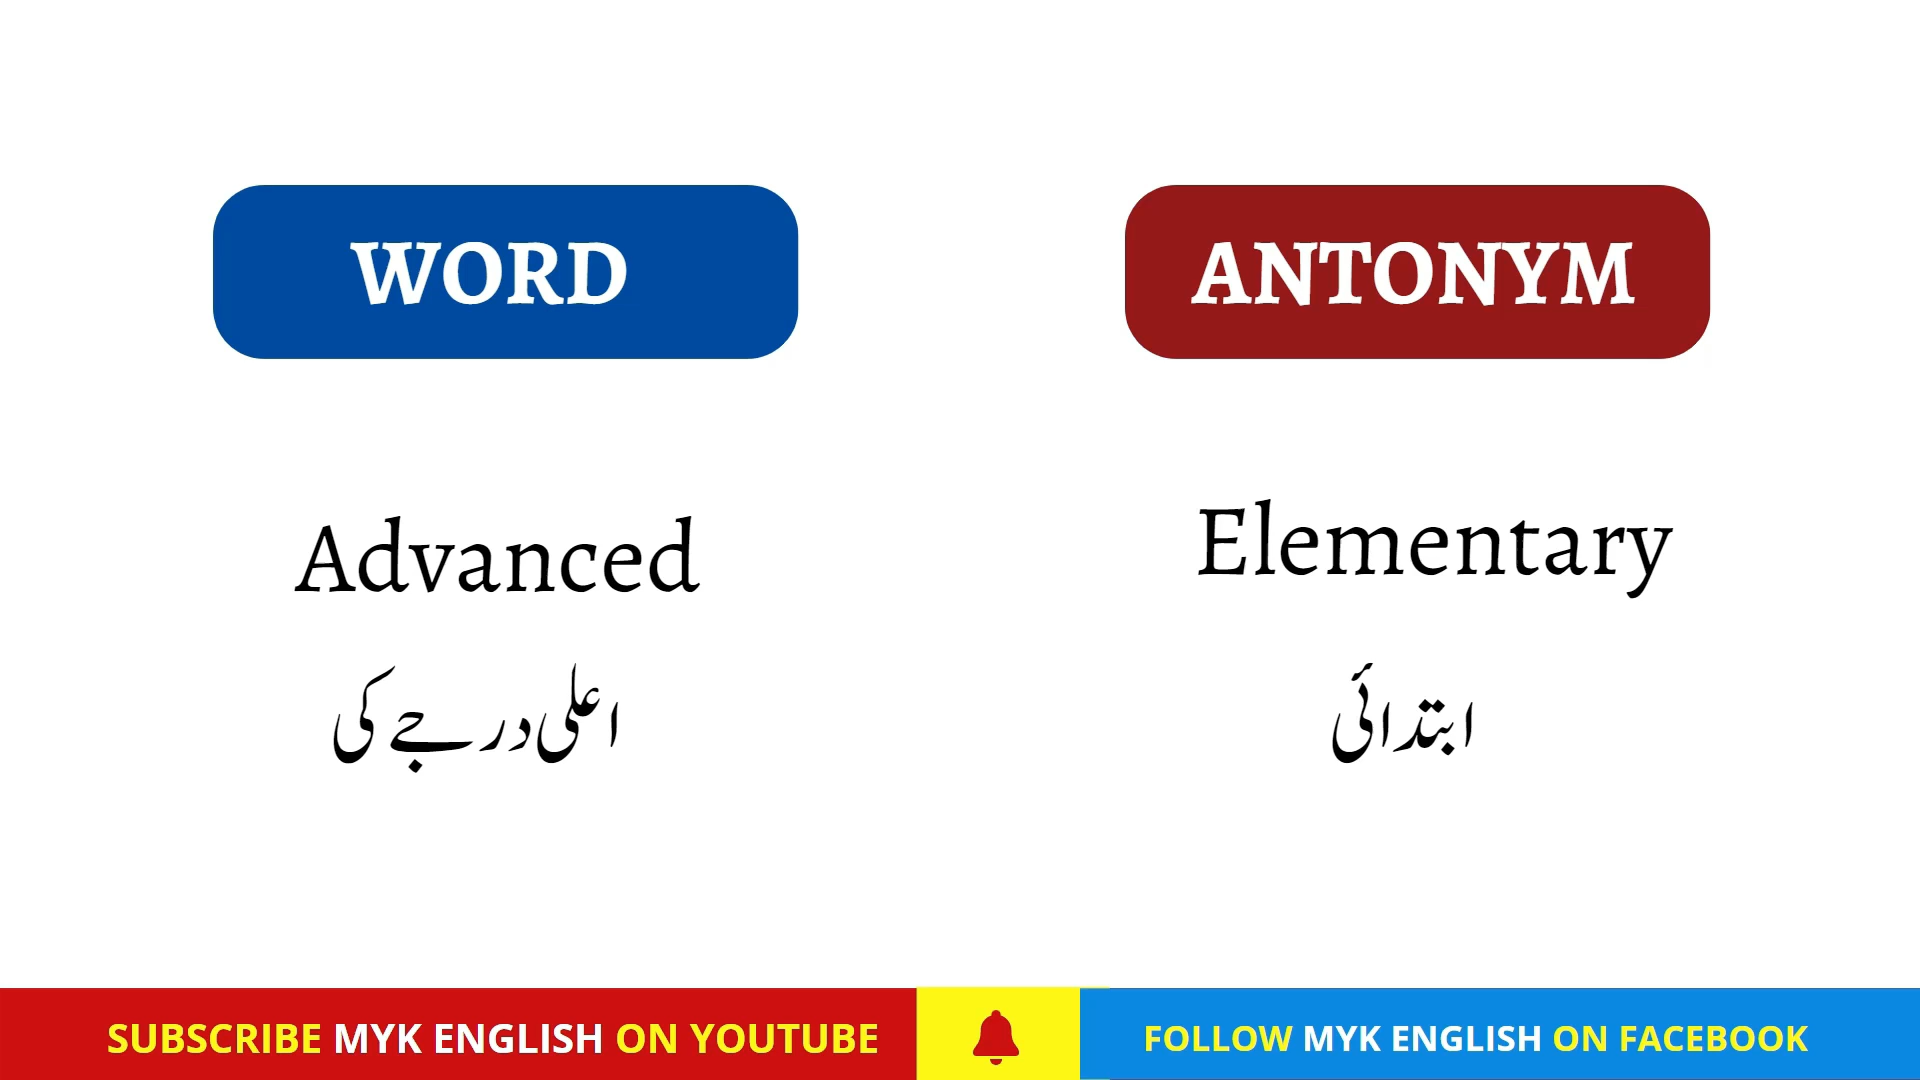 WORD
ANTONYM
Advanced
Elementary
اعلی درجے کی
ابتدائی
SUBSCRIBE MYK ENGLISH ON YOUTUBE
FOLLOW MYK ENGLISH ON FACEBOOK